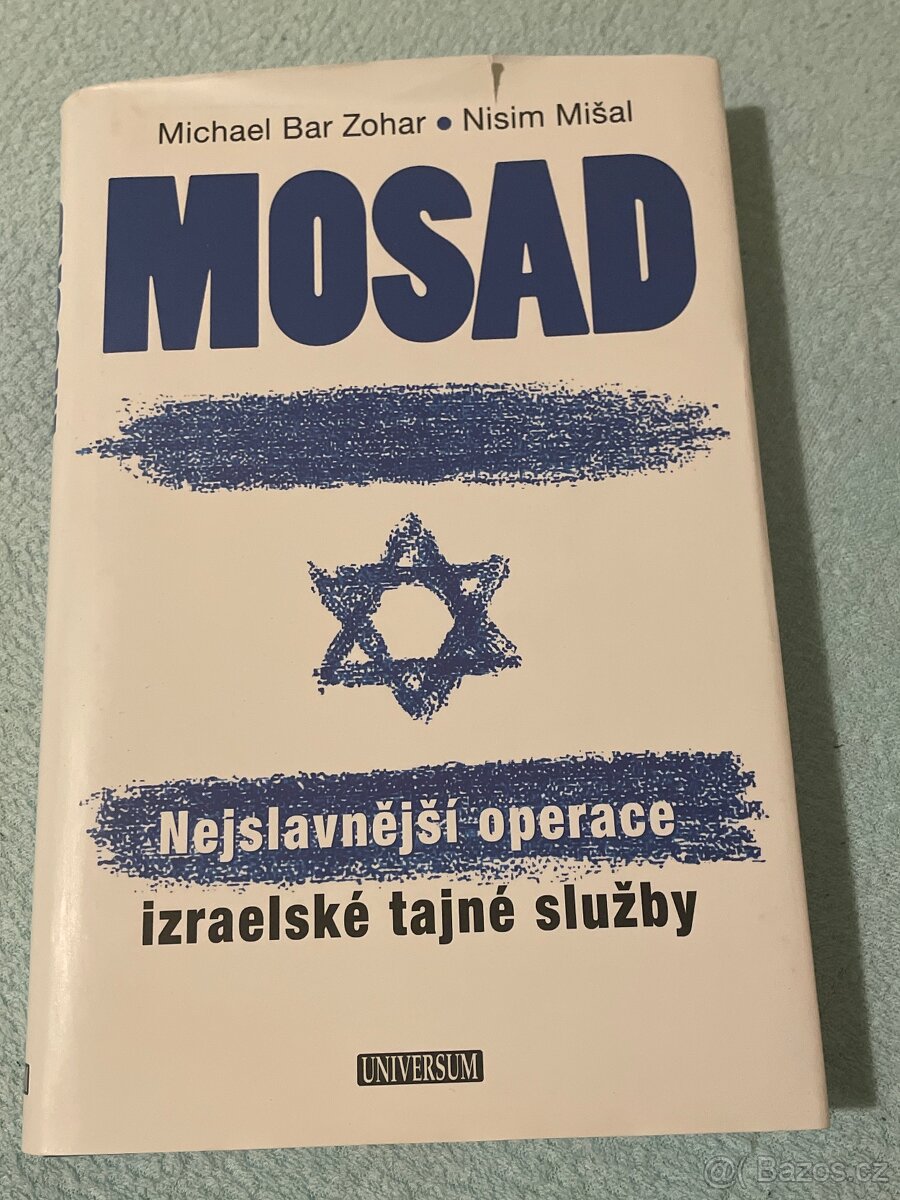 Michael Bar Zohar • Nisim Mišal
MOSAD
Nejslavnější operace
izraelské tajné služby
UNIVERSUM
@( Bazos.cz